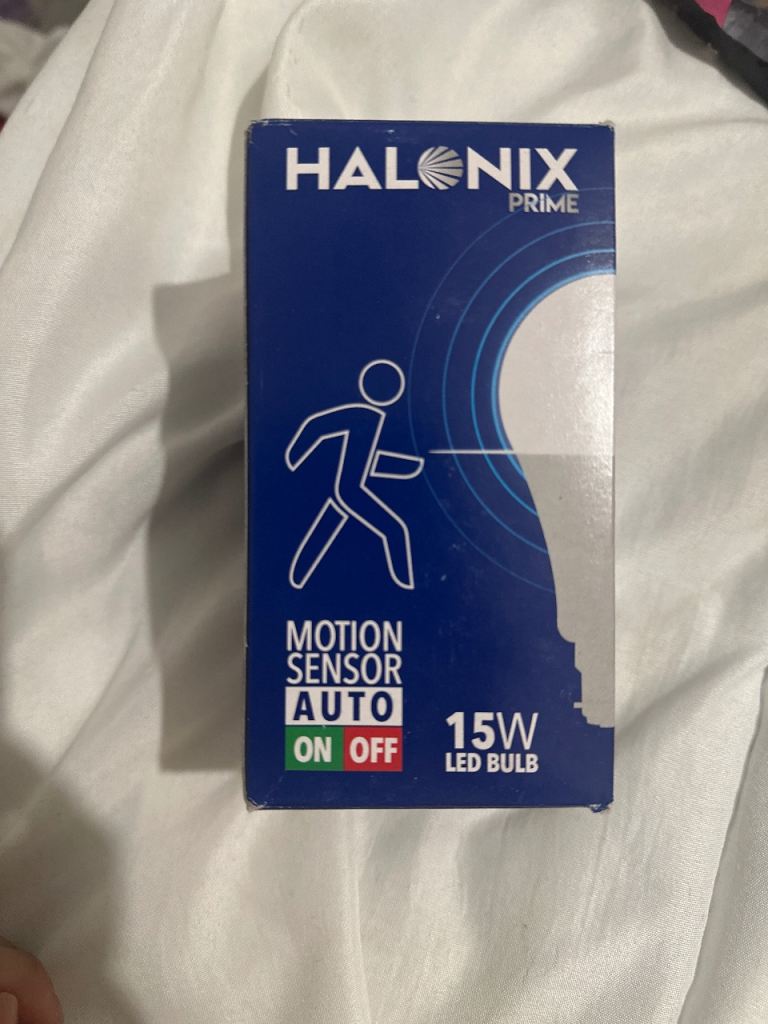 HALONIX
PRIME
MOTION
SENSOR
AUTO
ON OFF
15W
LED BULB